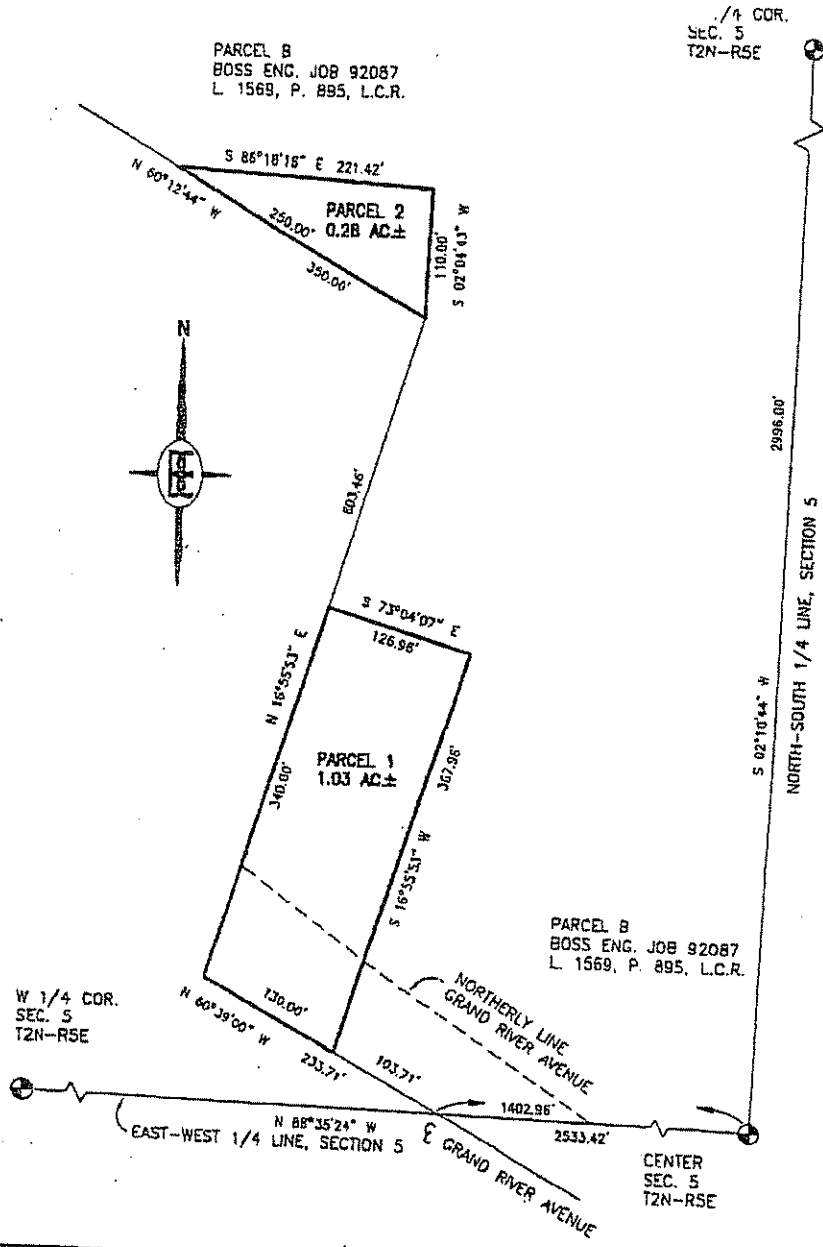 ./4 COR.
SEC. 5
T2N-R5E
PARCEL B
BOSS ENG. JOB 92087
L. 1569, P. 895, L.C.R.
S 86°18'18" E 221.42'
N 60°12'44" W
PARCEL 2
0.28 AC.±
250.00'
350.00'
110.00'
S 02°04'43" W
N
603.46'
2996.00'
NORTH-SOUTH 1/4 LINE, SECTION 5
S 02°10'44" W
S 73°04'07" E
126.96'
N 16°55'53" E
340.00'
PARCEL 1
1.03 AC.±
367.96'
S 16°55'53" W
PARCEL B
BOSS ENG. JOB 92087
L. 1569, P. 895, L.C.R.
NORTHERLY LINE
GRAND RIVER AVENUE
W 1/4 COR.
SEC. 5
T2N-R5E
N 60°39'00" W
130.00'
233.71'
103.71'
1402.96'
N 88°35'24" W
2533.42'
EAST-WEST 1/4 LINE, SECTION 5
℄ GRAND RIVER AVENUE
CENTER
SEC. 5
T2N-R5E